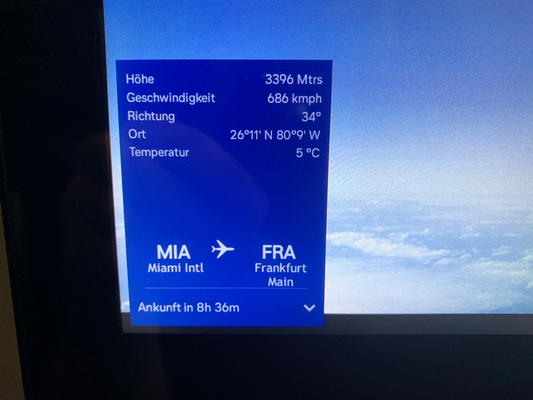 Höhe 3396 Mtrs
Geschwindigkeit 686 kmph
Richtung 34°
Ort 26°11' N 80°9' W
Temperatur 5 °C
MIA FRA
Miami Intl Frankfurt
Main
Ankunft in 8h 36m